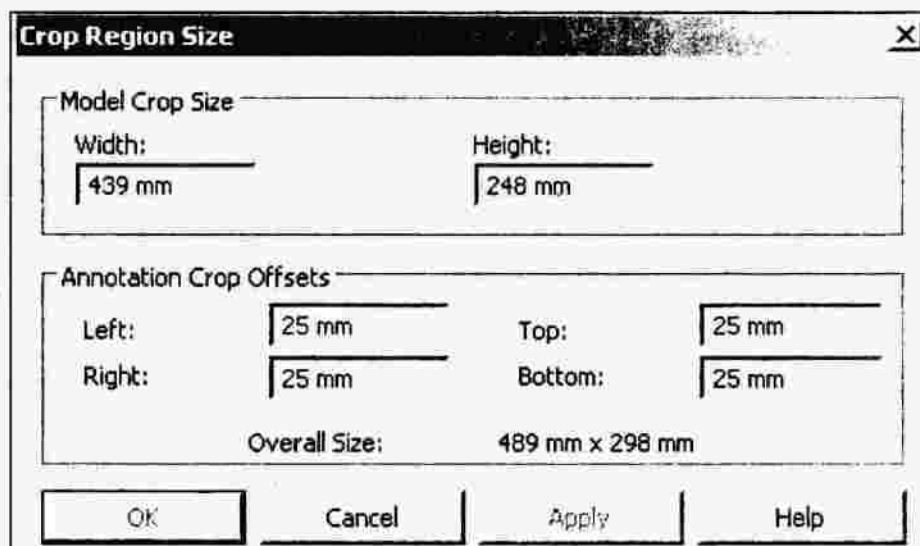 Crop Region Size
Model Crop Size
Width: Height:
439 mm 248 mm
Annotation Crop Offsets
Left: 25 mm Top: 25 mm
Right: 25 mm Bottom: 25 mm
Overall Size: 489 mm x 298 mm
OK Cancel Apply Help